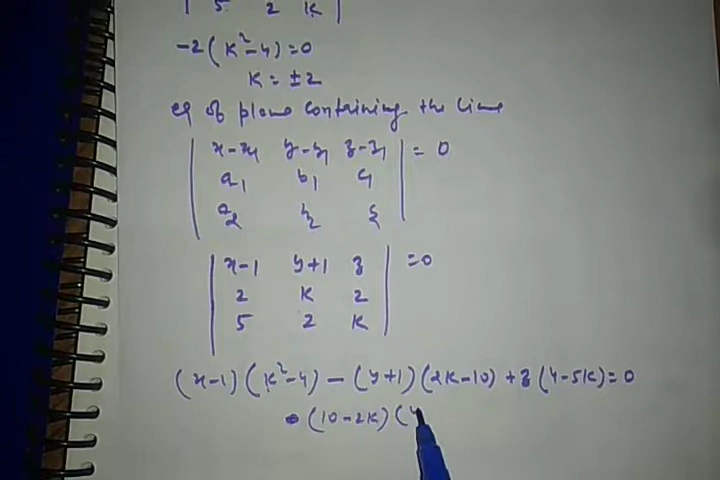 | 5 2 K |
-2(K²-4)=0
K = ±2
eq of plane containing the line
| x-x₁ y-y₁ z-z₁ | = 0
a₁ b₁ c₁
a₂ b₂ c₂
| x-1 y+1 z | =0
2 K 2
5 2 K
(x-1)(K²-4) - (y+1)(2K-10) + z(4-5K)=0
(10-2K)(y